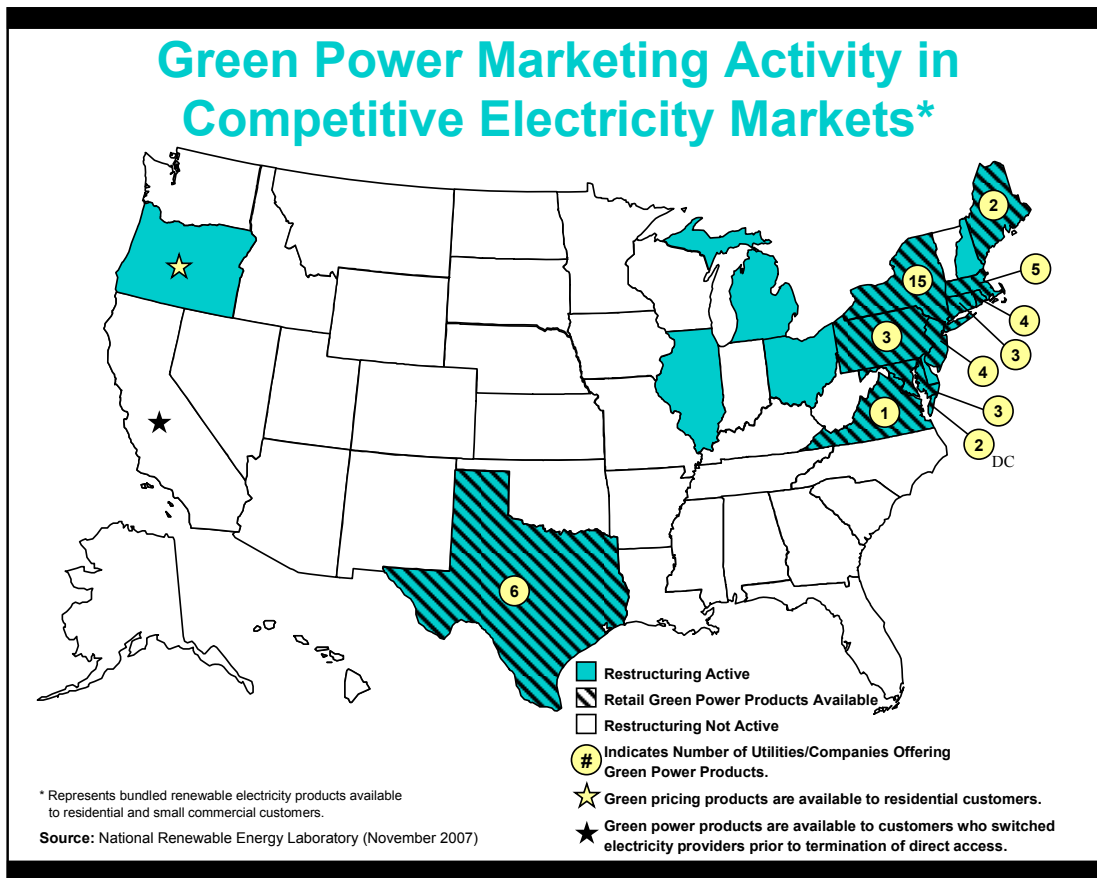 Green Power Marketing Activity in
Competitive Electricity Markets*
2
15
5
4
3
3
4
1
3
2
DC
6
Restructuring Active
Retail Green Power Products Available
Restructuring Not Active
# Indicates Number of Utilities/Companies Offering
Green Power Products.
Green pricing products are available to residential customers.
Green power products are available to customers who switched
electricity providers prior to termination of direct access.
* Represents bundled renewable electricity products available
to residential and small commercial customers.
Source: National Renewable Energy Laboratory (November 2007)